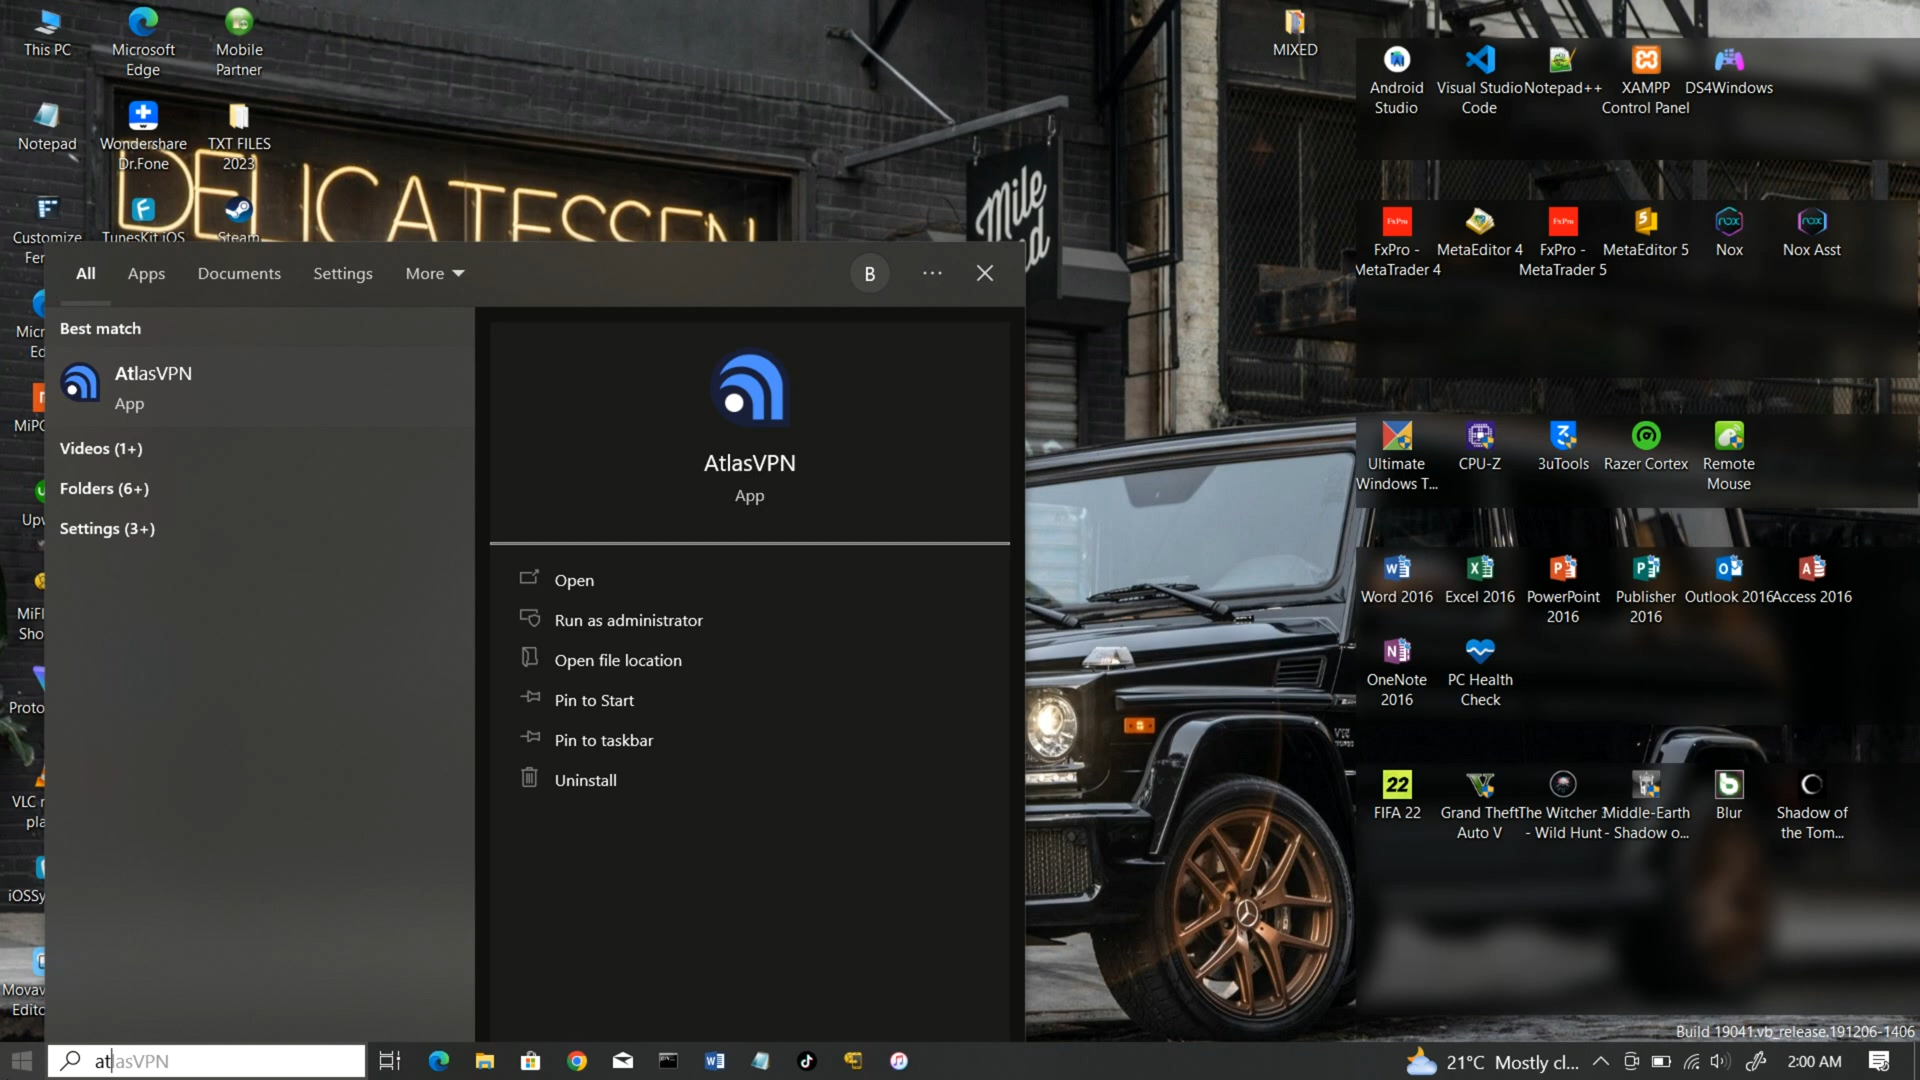 This PC
Microsoft
Edge
Mobile
Partner
MIXED
Android
Studio
Visual Studio
Code
Notepad++
XAMPP
Control Panel
DS4Windows
Notepad
Wondershare
Dr.Fone
TXT FILES
2023
DELICATESSEN
Mile
Customize
Fer
TunesKit iOS
Steam
FxPro -
MetaTrader 4
MetaEditor 4
FxPro -
MetaTrader 5
MetaEditor 5
Nox
Nox Asst
All
Apps
Documents
Settings
More
B
Best match
AtlasVPN
App
Videos (1+)
Folders (6+)
Settings (3+)
AtlasVPN
App
Open
Run as administrator
Open file location
Pin to Start
Pin to taskbar
Uninstall
Micr
Ed
MiPC
Upw
MiFl
Sho
Proto
VLC r
pla
iOSSy
Movav
Edito
Ultimate
Windows T...
CPU-Z
3uTools
Razer Cortex
Remote
Mouse
Word 2016
Excel 2016
PowerPoint
2016
Publisher
2016
Outlook 2016
Access 2016
OneNote
2016
PC Health
Check
22
FIFA 22
Grand Theft
Auto V
The Witcher
- Wild Hunt
Middle-Earth
- Shadow o...
Blur
Shadow of
the Tom...
Build 19041.vb_release.191206-1406
atlasVPN
21°C Mostly cl...
2:00 AM